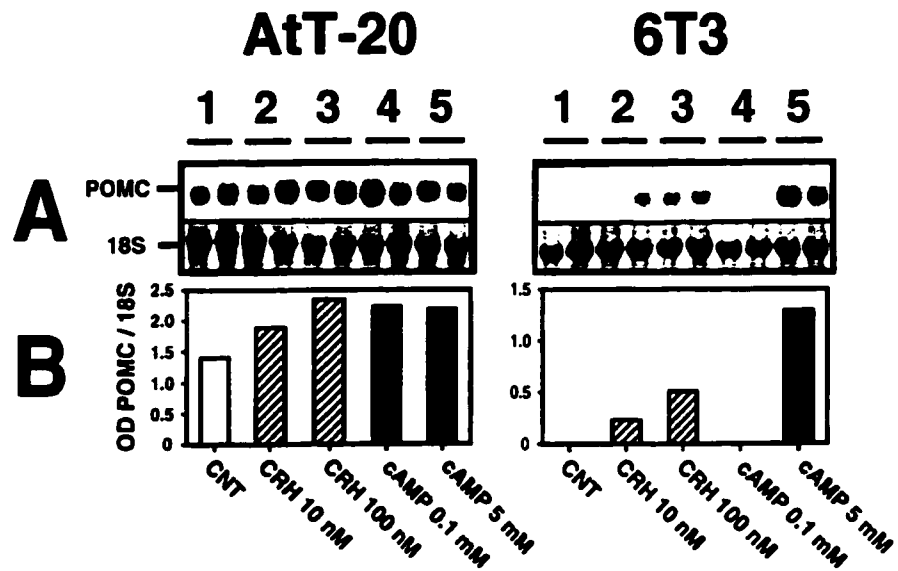 AtT-20 6T3
1 2 3 4 5 1 2 3 4 5
A
POMC
18S
B
OD POMC / 18S
2.5
2.0
1.5
1.0
0.5
0
1.5
1.0
0.5
0
CNT
CRH 10 nM
CRH 100 nM
cAMP 0.1 mM
cAMP 5 mM
CNT
CRH 10 nM
CRH 100 nM
cAMP 0.1 mM
cAMP 5 mM